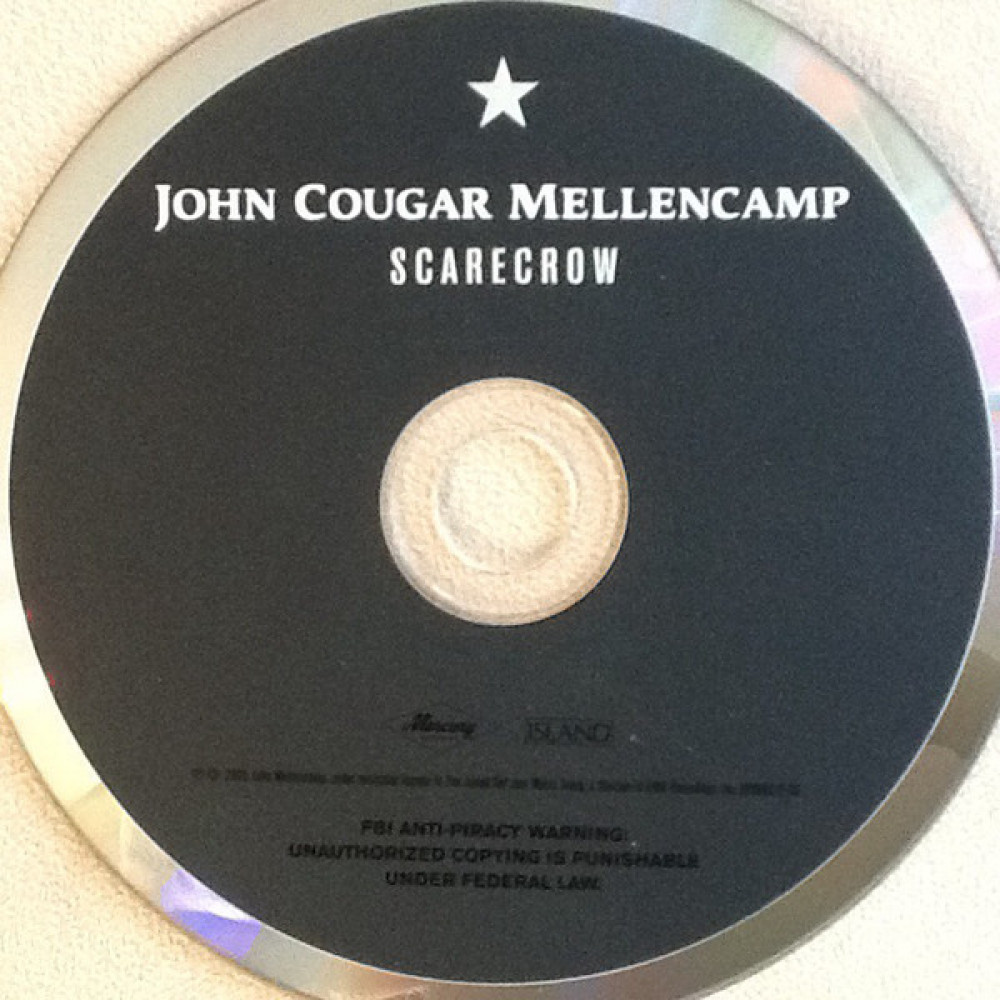 JOHN COUGAR MELLENCAMP
SCARECROW
Mercury ISLAND
FBI ANTI-PIRACY WARNING:
UNAUTHORIZED COPYING IS PUNISHABLE
UNDER FEDERAL LAW.